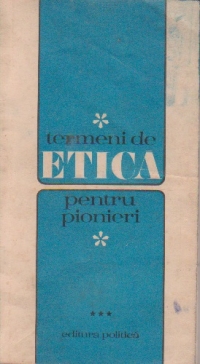 *
termeni de
ETICA
pentru
pionieri
*
***
editura politică